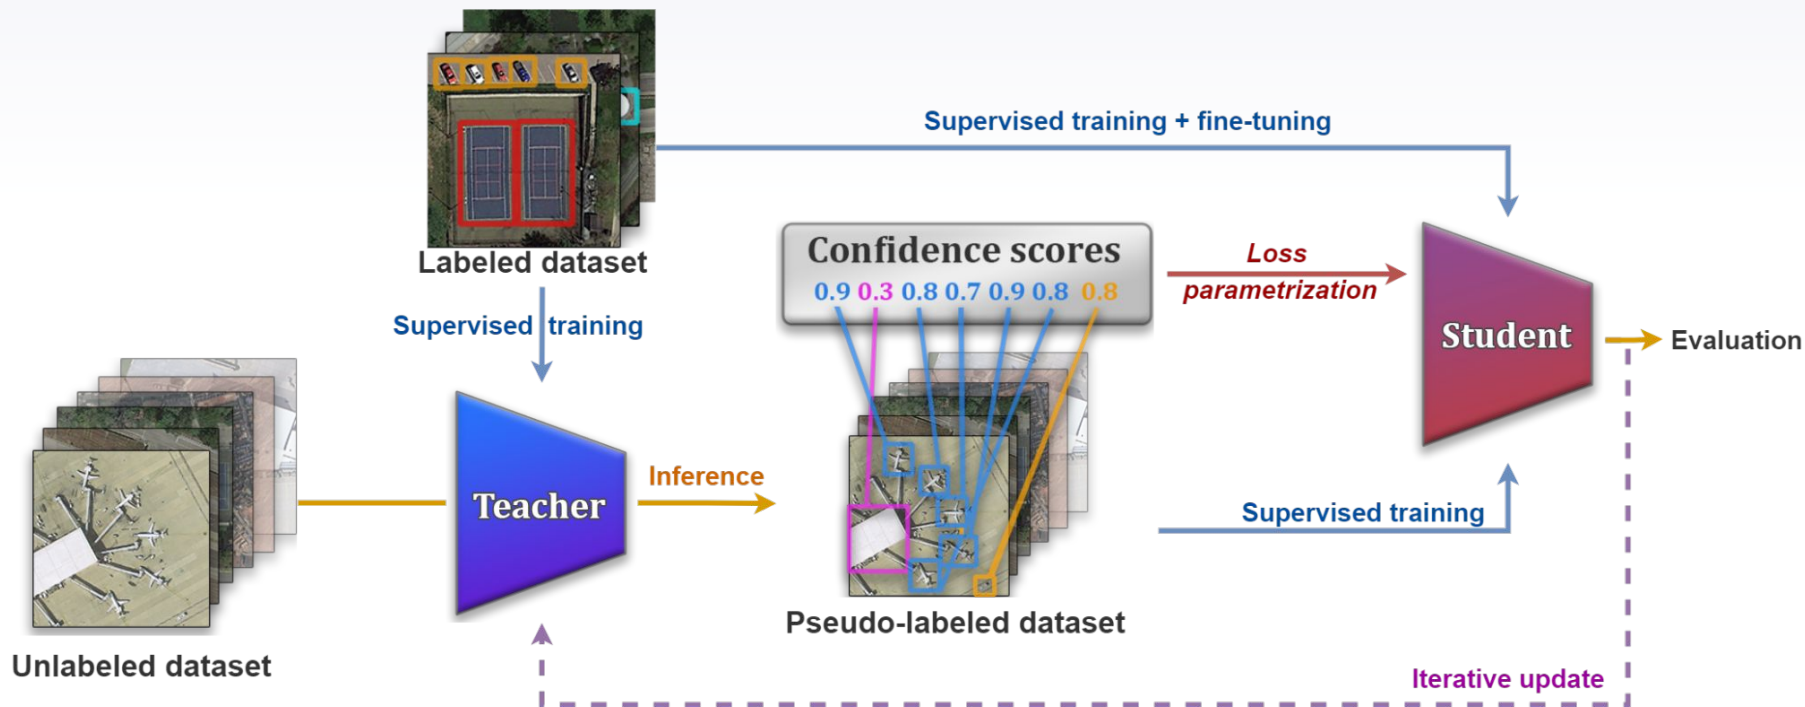 Labeled dataset
Supervised training + fine-tuning
Supervised training
Confidence scores
0.9 0.3 0.8 0.7 0.9 0.8 0.8
Loss
parametrization
Student
Evaluation
Teacher
Inference
Supervised training
Pseudo-labeled dataset
Unlabeled dataset
Iterative update